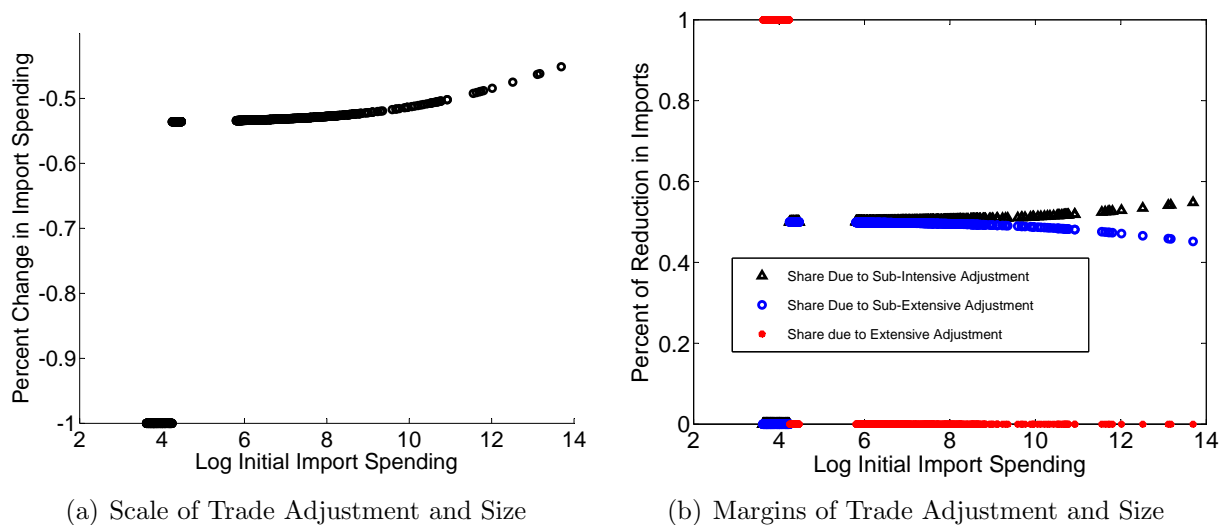 Percent Change in Import Spending
-0.5
-0.6
-0.7
-0.8
-0.9
-1
2 4 6 8 10 12 14
Log Initial Import Spending
(a) Scale of Trade Adjustment and Size
Percent of Reduction in Imports
1
0.8
0.6
0.4
0.2
0
Share Due to Sub-Intensive Adjustment
Share Due to Sub-Extensive Adjustment
Share due to Extensive Adjustment
2 4 6 8 10 12 14
Log Initial Import Spending
(b) Margins of Trade Adjustment and Size